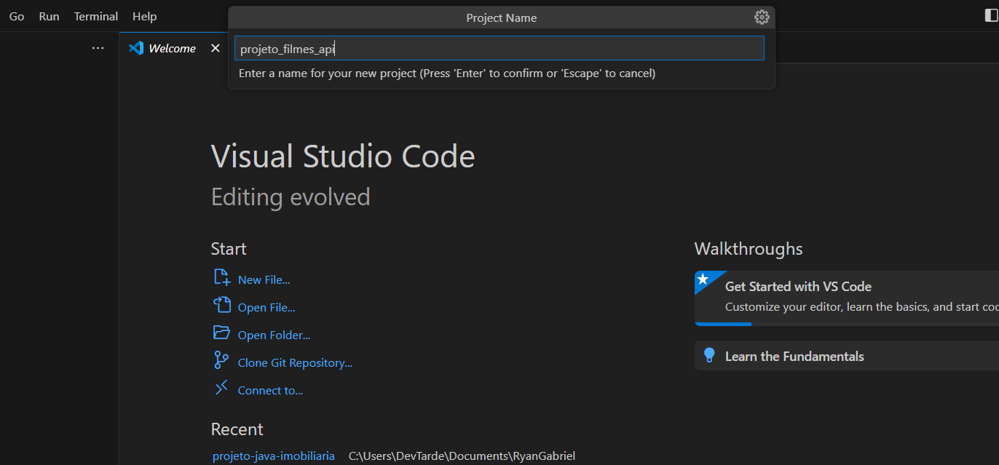 Go Run Terminal Help
Project Name
projeto_filmes_api
Enter a name for your new project (Press 'Enter' to confirm or 'Escape' to cancel)
... Welcome
Visual Studio Code
Editing evolved
Start
New File...
Open File...
Open Folder...
Clone Git Repository...
Connect to...
Recent
projeto-java-imobiliaria C:\Users\DevTarde\Documents\RyanGabriel
Walkthroughs
Get Started with VS Code
Customize your editor, learn the basics, and start
Learn the Fundamentals